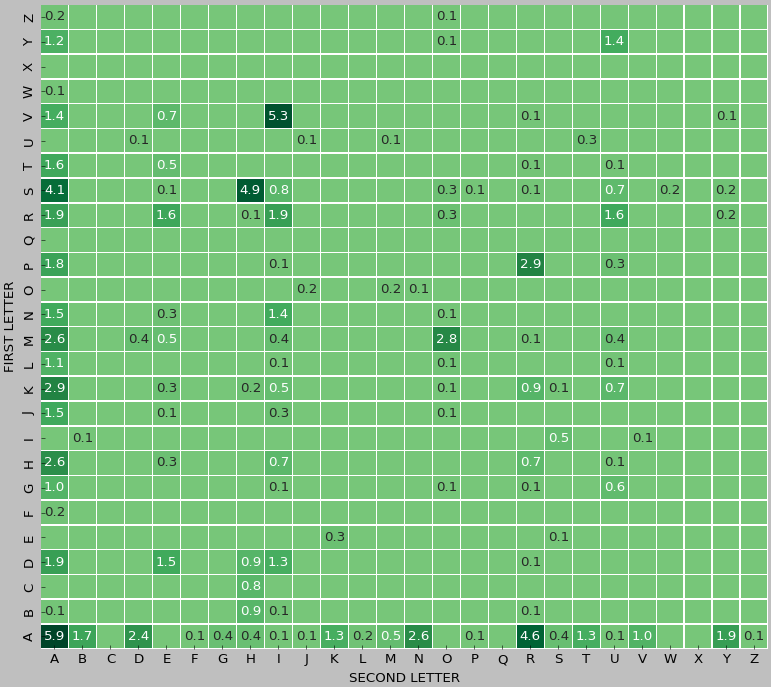 Z 0.2 0.1
Y 1.2 0.1 1.4
X
W 0.1
V 1.4 0.7 5.3 0.1 0.1
U 0.1 0.1 0.1 0.3
T 1.6 0.5 0.1 0.1
S 4.1 0.1 4.9 0.8 0.3 0.1 0.1 0.7 0.2 0.2
R 1.9 1.6 0.1 1.9 0.3 1.6 0.2
Q
P 1.8 0.1 2.9 0.3
O 0.2 0.2 0.1
N 1.5 0.3 1.4 0.1
M 2.6 0.4 0.5 0.4 2.8 0.1 0.4
L 1.1 0.1 0.1 0.1
K 2.9 0.3 0.2 0.5 0.1 0.9 0.1 0.7
J 1.5 0.1 0.3 0.1
I 0.1 0.5 0.1
H 2.6 0.3 0.7 0.7 0.1
G 1.0 0.1 0.1 0.1 0.6
F 0.2
E 0.3 0.1
D 1.9 1.5 0.9 1.3 0.1
C 0.8
B 0.1 0.9 0.1 0.1
A 5.9 1.7 2.4 0.1 0.4 0.4 0.1 0.1 1.3 0.2 0.5 2.6 0.1 4.6 0.4 1.3 0.1 1.0 1.9 0.1
A B C D E F G H I J K L M N O P Q R S T U V W X Y Z
SECOND LETTER
FIRST LETTER